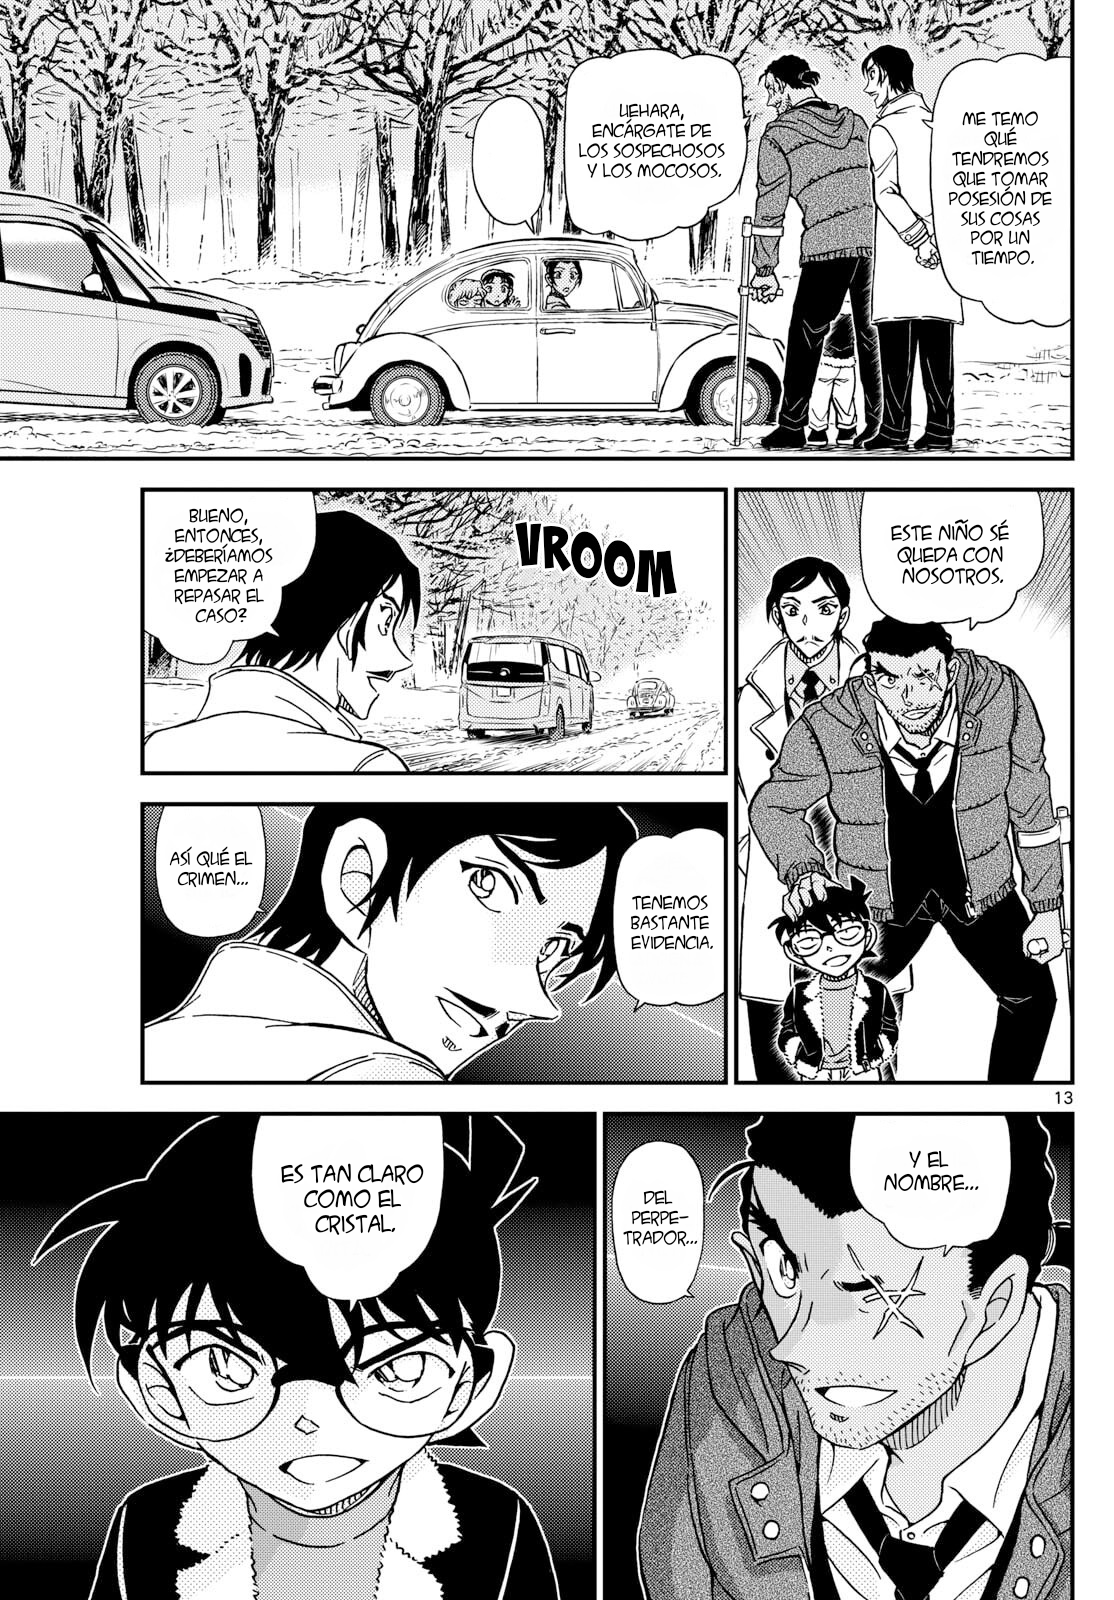 ME TEMO
QUÉ
TENDREMOS
QUE TOMAR
POSESIÓN DE
SUS COSAS
POR UN
TIEMPO.
UEHARA,
ENCÁRGATE DE
LOS SOSPECHOSOS
Y LOS MOCOSOS.
ESTE NIÑO SÉ
QUEDA CON
NOSOTROS.
VROOM
BUENO,
ENTONCES,
¿DEBERÍAMOS
EMPEZAR A
REPASAR EL
CASO?
TENEMOS
BASTANTE
EVIDENCIA.
ASÍ QUÉ EL
CRIMEN...
13
Y EL
NOMBRE...
DEL
PERPE-
TRADOR...
ES TAN CLARO
COMO EL
CRISTAL.